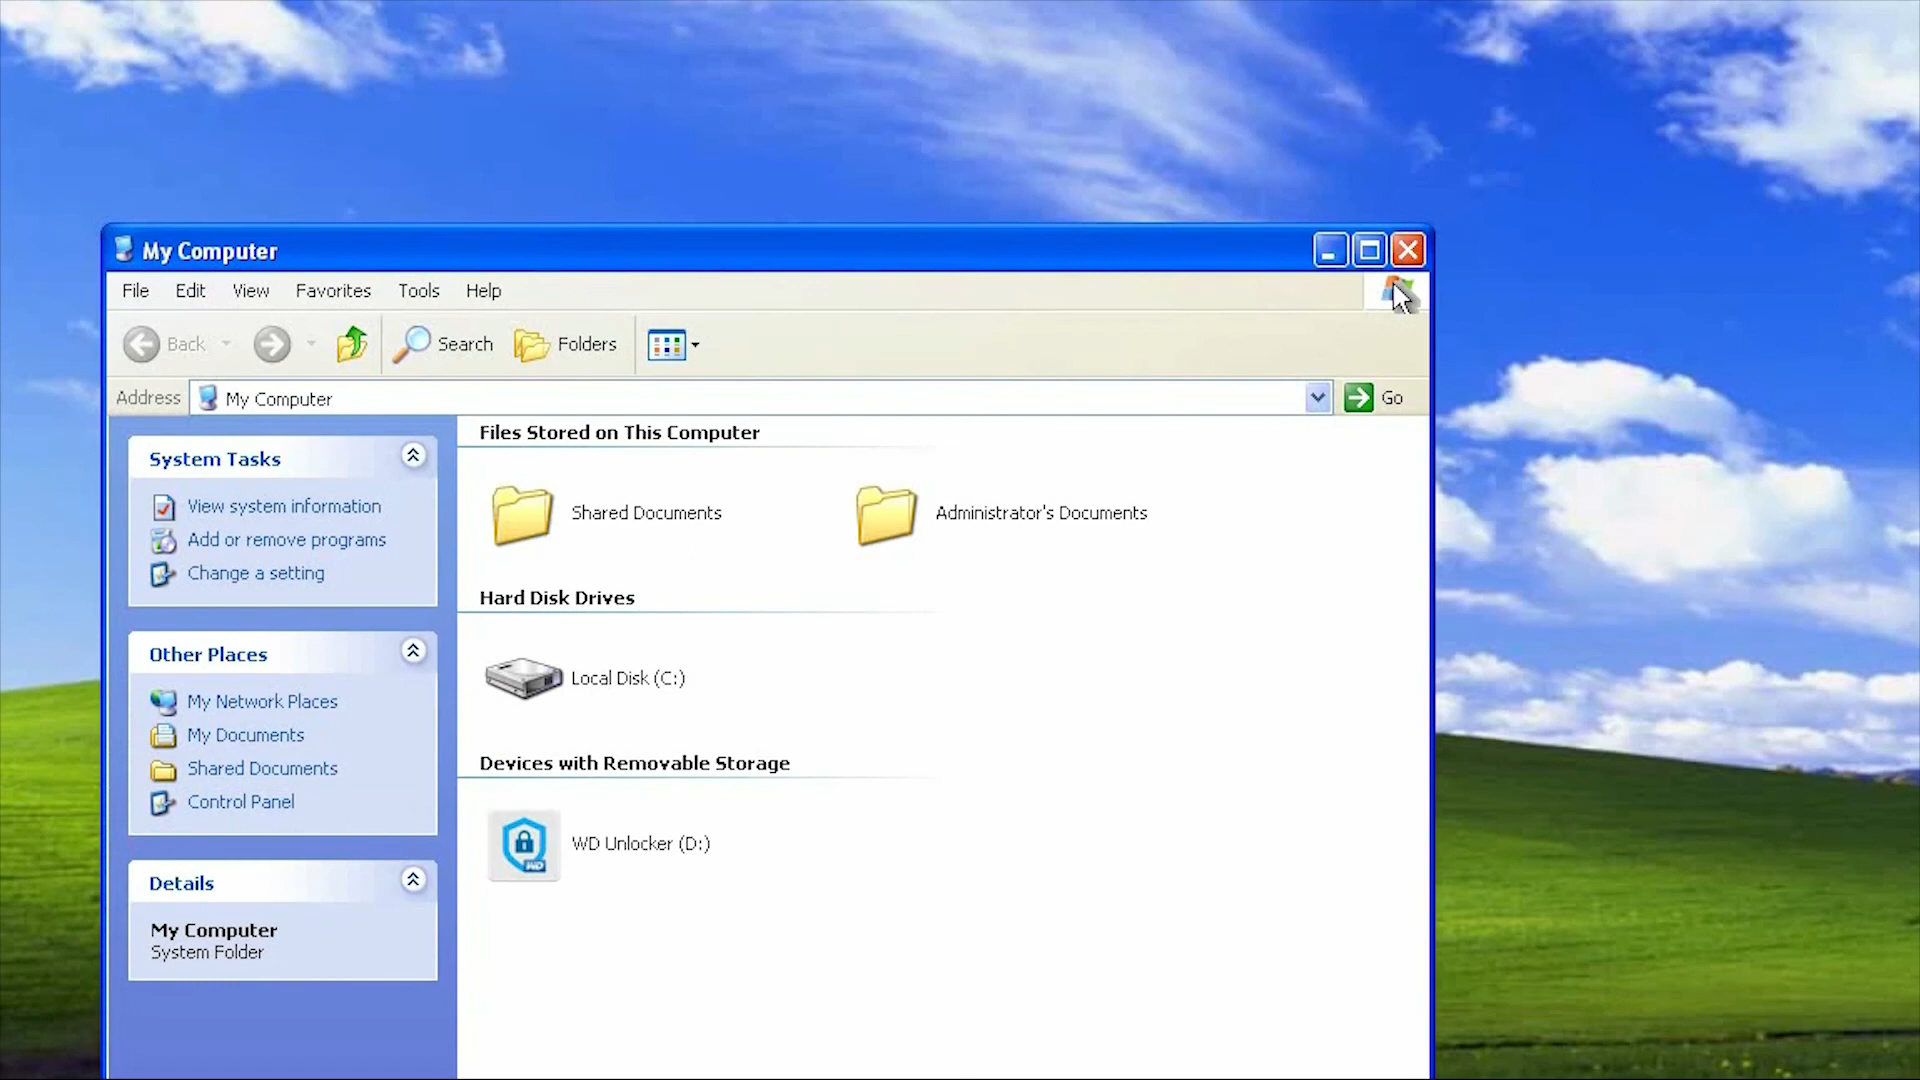 My Computer
File Edit View Favorites Tools Help
Back Search Folders
Address My Computer Go
System Tasks
View system information
Add or remove programs
Change a setting
Other Places
My Network Places
My Documents
Shared Documents
Control Panel
Details
My Computer
System Folder
Files Stored on This Computer
Shared Documents Administrator's Documents
Hard Disk Drives
Local Disk (C:)
Devices with Removable Storage
WD
WD Unlocker (D:)